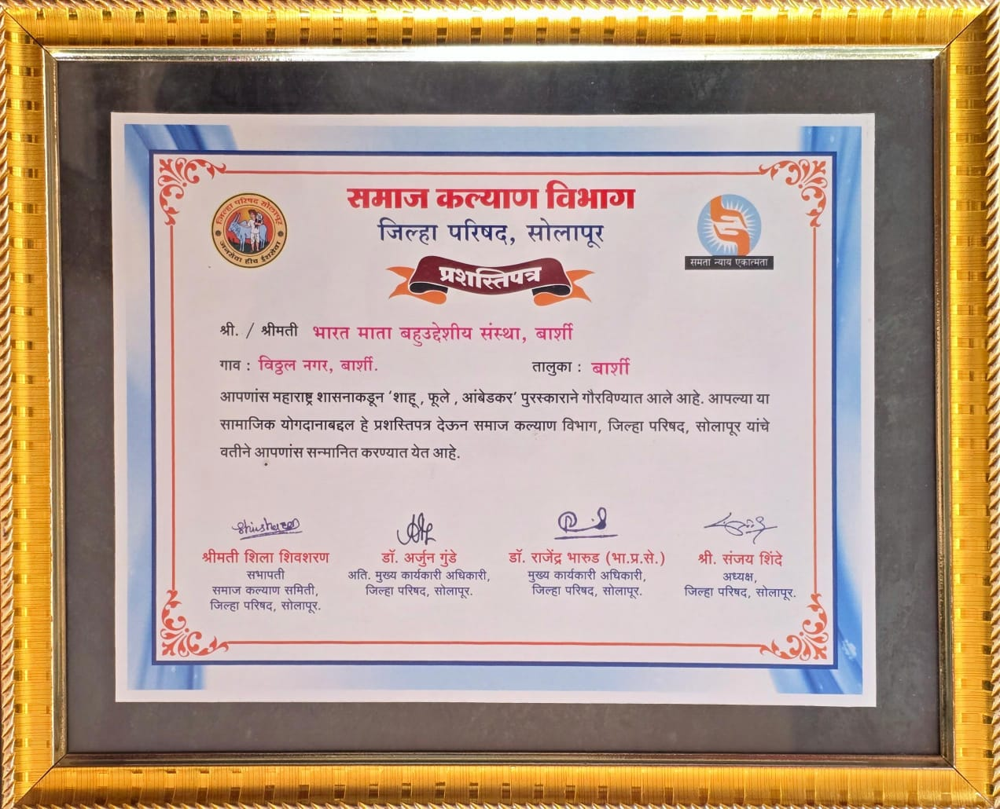 समाज कल्याण विभाग
जिल्हा परिषद, सोलापूर
जिल्हा परिषद सोलापूर
जनसेवा हीच ईशसेवा
समता न्याय एकात्मता
प्रशस्तिपत्र
श्री. / श्रीमती भारत माता बहुउद्देशीय संस्था, बार्शी
गाव : विठ्ठल नगर, बार्शी. तालुका : बार्शी
आपणांस महाराष्ट्र शासनाकडून ‘शाहू , फूले , आंबेडकर’ पुरस्काराने गौरविण्यात आले आहे. आपल्या या
सामाजिक योगदानाबद्दल हे प्रशस्तिपत्र देऊन समाज कल्याण विभाग, जिल्हा परिषद, सोलापूर यांचे
वतीने आपणांस सन्मानित करण्यात येत आहे.
श्रीमती शिला शिवशरण
सभापती
समाज कल्याण समिती,
जिल्हा परिषद, सोलापूर.
डॉ. अर्जुन गुंडे
अति. मुख्य कार्यकारी अधिकारी,
जिल्हा परिषद, सोलापूर.
डॉ. राजेंद्र भारुड (भा.प्र.से.)
मुख्य कार्यकारी अधिकारी,
जिल्हा परिषद, सोलापूर.
श्री. संजय शिंदे
अध्यक्ष,
जिल्हा परिषद, सोलापूर.